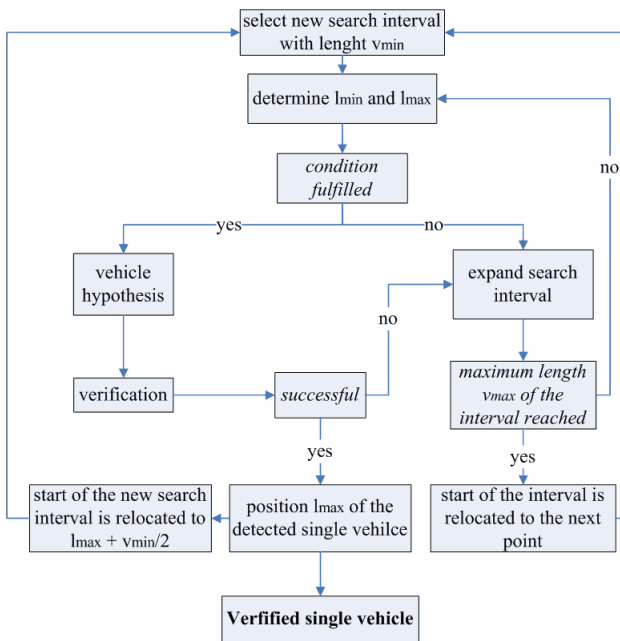 select new search interval
with lenght vmin
determine lmin and lmax
condition
fulfilled
no
yes
no
vehicle
hypothesis
expand search
interval
no
verification
successful
maximum length
vmax of the
interval reached
yes
yes
start of the new search
interval is relocated to
lmax + vmin/2
position lmax of the
detected single vehilce
start of the interval is
relocated to the next
point
Verfified single vehicle